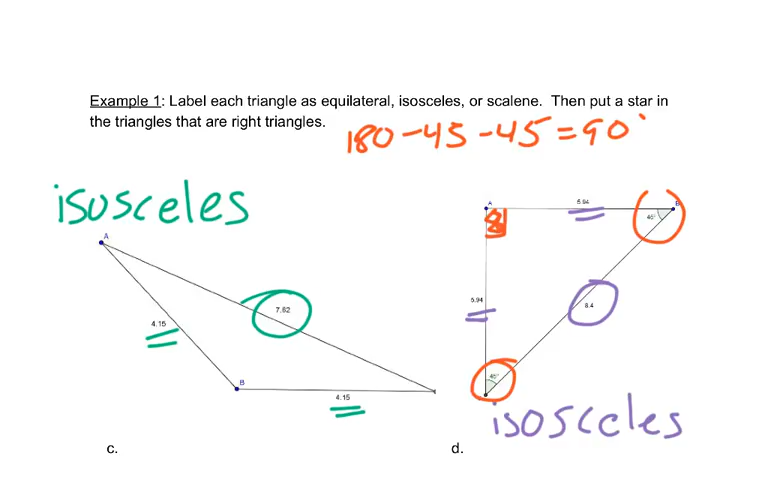 Example 1: Label each triangle as equilateral, isosceles, or scalene. Then put a star in
the triangles that are right triangles.
180 - 45 - 45 = 90°
isosceles
A
7.62
4.15
B
4.15
A
5.94
B
45°
5.94
8.4
45°
isosceles
c.
d.